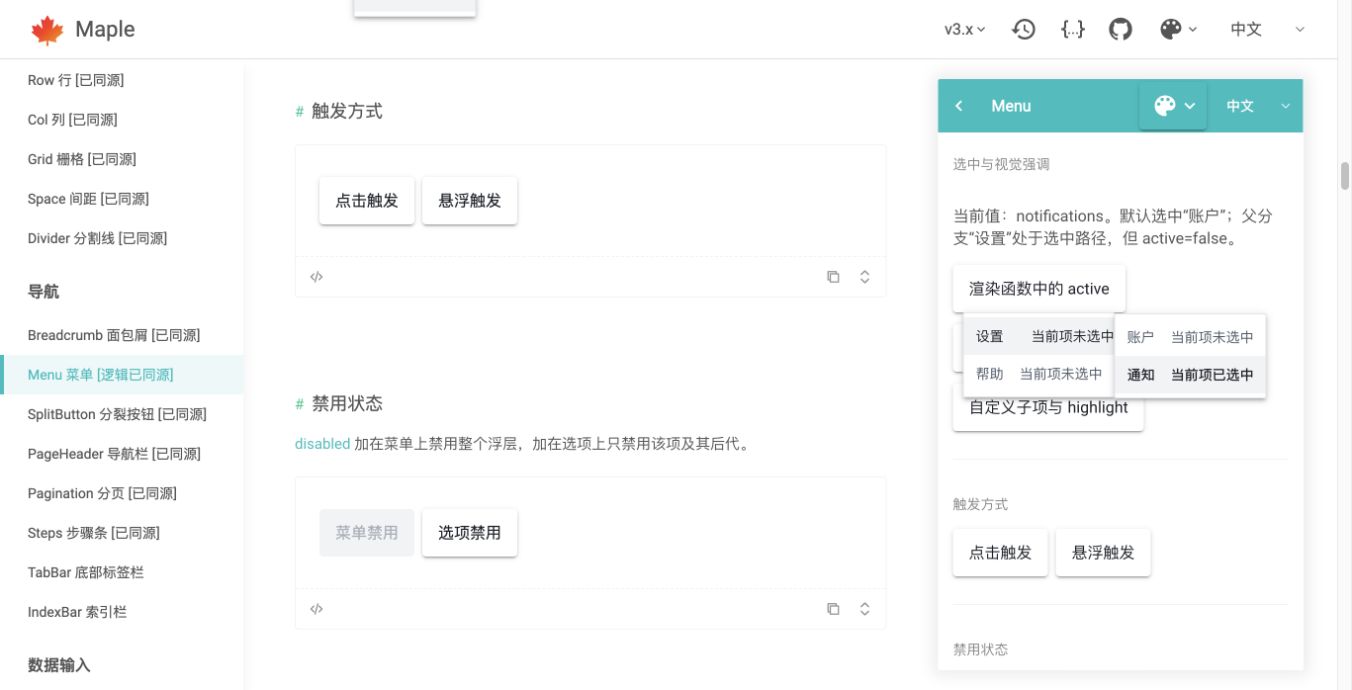 Maple
v3.x
{...}
中文
Row 行 [已同源]
Col 列 [已同源]
Grid 栅格 [已同源]
Space 间距 [已同源]
Divider 分割线 [已同源]
导航
Breadcrumb 面包屑 [已同源]
Menu 菜单 [逻辑已同源]
SplitButton 分裂按钮 [已同源]
PageHeader 导航栏 [已同源]
Pagination 分页 [已同源]
Steps 步骤条 [已同源]
TabBar 底部标签栏
IndexBar 索引栏
数据输入
# 触发方式
点击触发 悬浮触发
# 禁用状态
disabled 加在菜单上禁用整个浮层，加在选项上只禁用该项及其后代。
菜单禁用 选项禁用
Menu 中文
选中与视觉强调
当前值：notifications。默认选中“账户”；父分
支“设置”处于选中路径，但 active=false。
渲染函数中的 active
设置 当前项未选中 账户 当前项未选中
帮助 当前项未选中 通知 当前项已选中
自定义子项与 highlight
触发方式
点击触发 悬浮触发
禁用状态